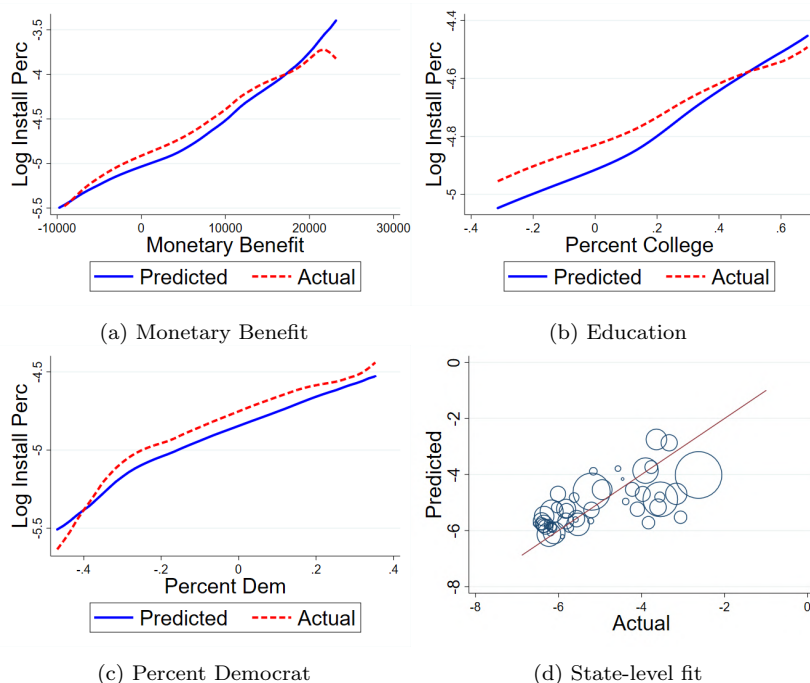 Log Install Perc
-3.5
-4
-4.5
-5
-5.5
-10000 0 10000 20000 30000
Monetary Benefit
Predicted Actual
(a) Monetary Benefit
Log Install Perc
-4.4
-4.6
-4.8
-5
-.4 -.2 0 .2 .4 .6
Percent College
Predicted Actual
(b) Education
Log Install Perc
-4.5
-5
-5.5
-.4 -.2 0 .2 .4
Percent Dem
Predicted Actual
(c) Percent Democrat
Predicted
0
-2
-4
-6
-8
-8 -6 -4 -2 0
Actual
(d) State-level fit